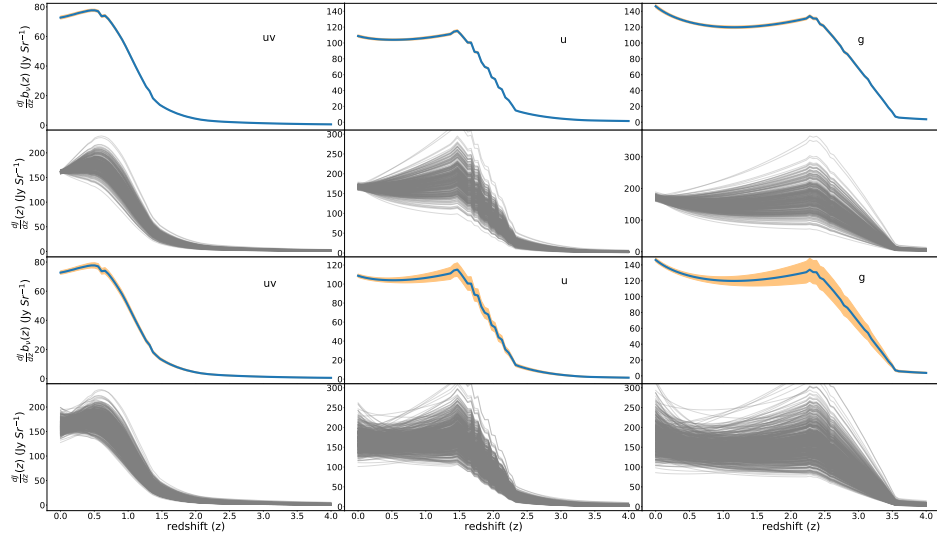 80 60 40 20 0 140 120 100 80 60 40 20 0 140 120 100 80 60 40 20 0
dJ/dz b_ν(z) (Jy Sr⁻¹)
uv u g
200 150 100 50 0 300 250 200 150 100 50 0 300 200 100 0
dJ/dz (z) (Jy Sr⁻¹)
80 60 40 20 0 120 100 80 60 40 20 0 140 120 100 80 60 40 20 0
dJ/dz b_ν(z) (Jy Sr⁻¹)
uv u g
200 150 100 50 0 300 250 200 150 100 50 0 300 250 200 150 100 50 0
dJ/dz (z) (Jy Sr⁻¹)
0.0 0.5 1.0 1.5 2.0 2.5 3.0 3.5 4.0 0.0 0.5 1.0 1.5 2.0 2.5 3.0 3.5 4.0 0.0 0.5 1.0 1.5 2.0 2.5 3.0 3.5 4.0
redshift (z) redshift (z) redshift (z)